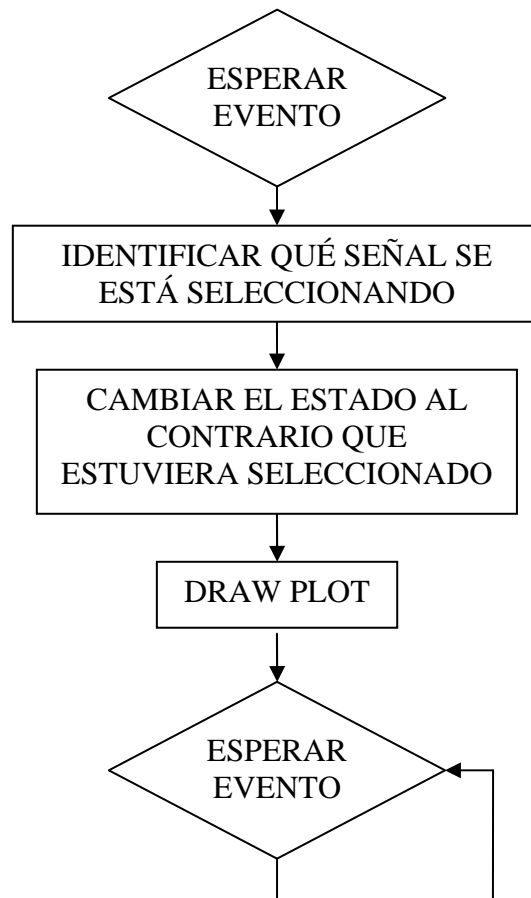 ESPERAR
EVENTO
IDENTIFICAR QUÉ SEÑAL SE
ESTÁ SELECCIONANDO
CAMBIAR EL ESTADO AL
CONTRARIO QUE
ESTUVIERA SELECCIONADO
DRAW PLOT
ESPERAR
EVENTO